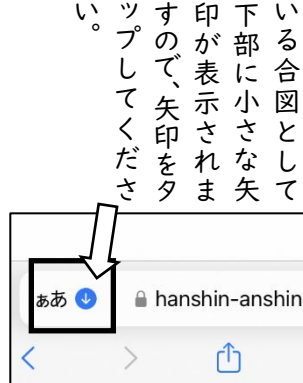 いる合図として
下部に小さな矢
印が表示されま
すので、矢印をタ
ップしてくださ
い。
ぁあ
hanshin-anshin